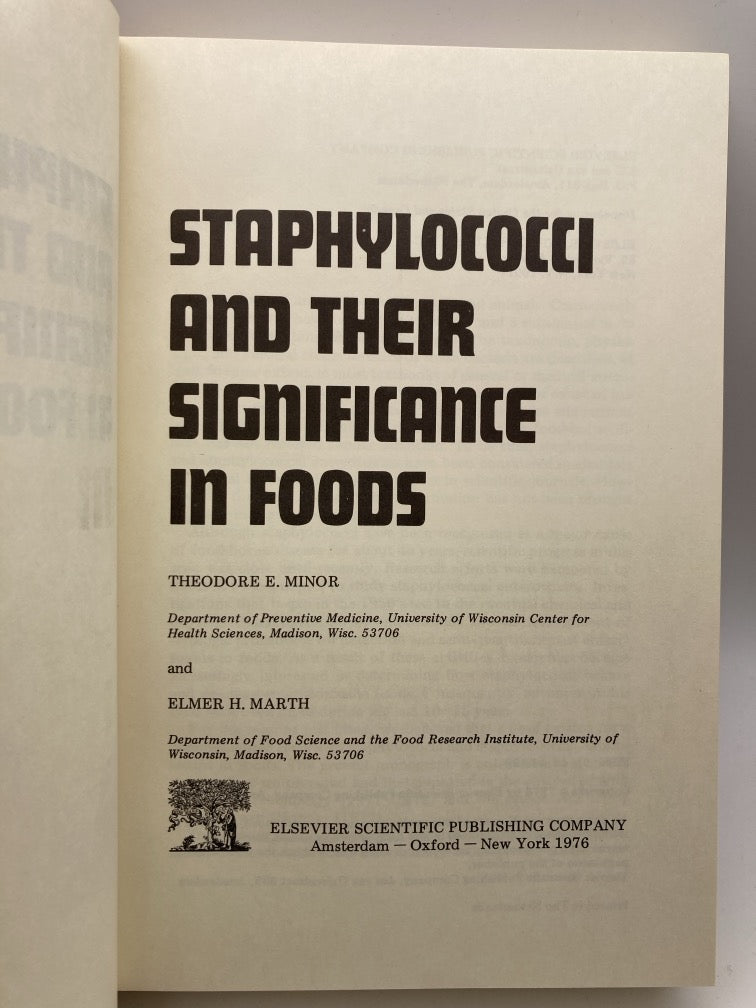 STAPHYLOCOCCI
AND THEIR
SIGNIFICANCE
IN FOODS
THEODORE E. MINOR
Department of Preventive Medicine, University of Wisconsin Center for
Health Sciences, Madison, Wisc. 53706
and
ELMER H. MARTH
Department of Food Science and the Food Research Institute, University of
Wisconsin, Madison, Wisc. 53706
ELSEVIER SCIENTIFIC PUBLISHING COMPANY
Amsterdam — Oxford — New York 1976